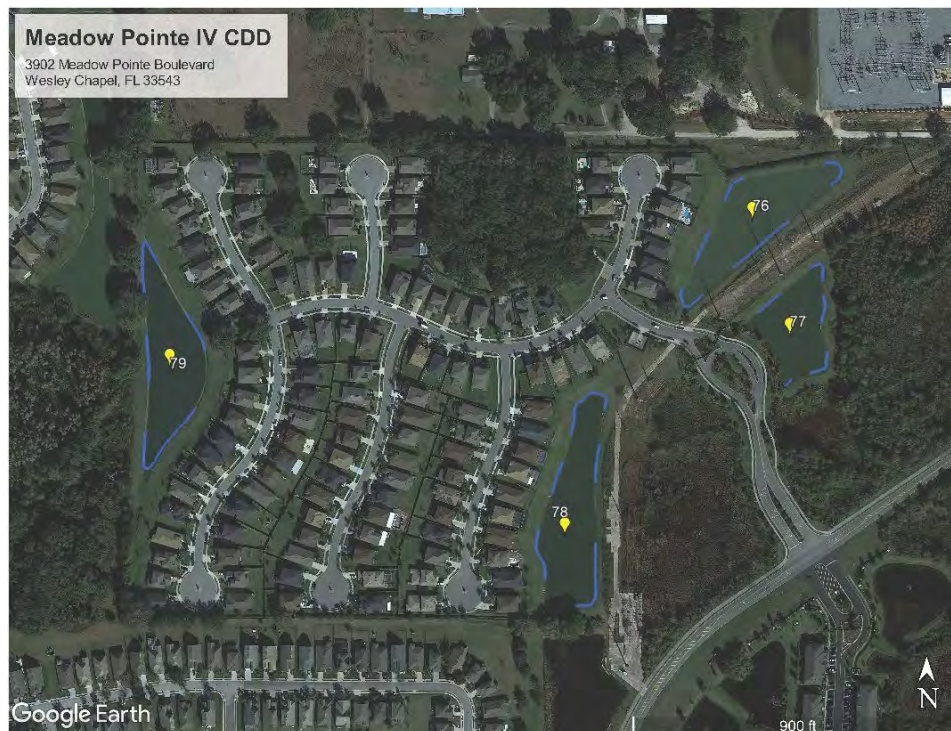 Meadow Pointe IV CDD
3902 Meadow Pointe Boulevard
Wesley Chapel, FL 33543
76
77
79
78
N
Google Earth
900 ft